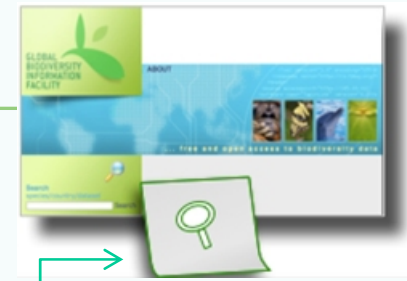 GLOBAL
BIODIVERSITY
INFORMATION
FACILITY
ABOUT
... free and open access to biodiversity data
Search
Search